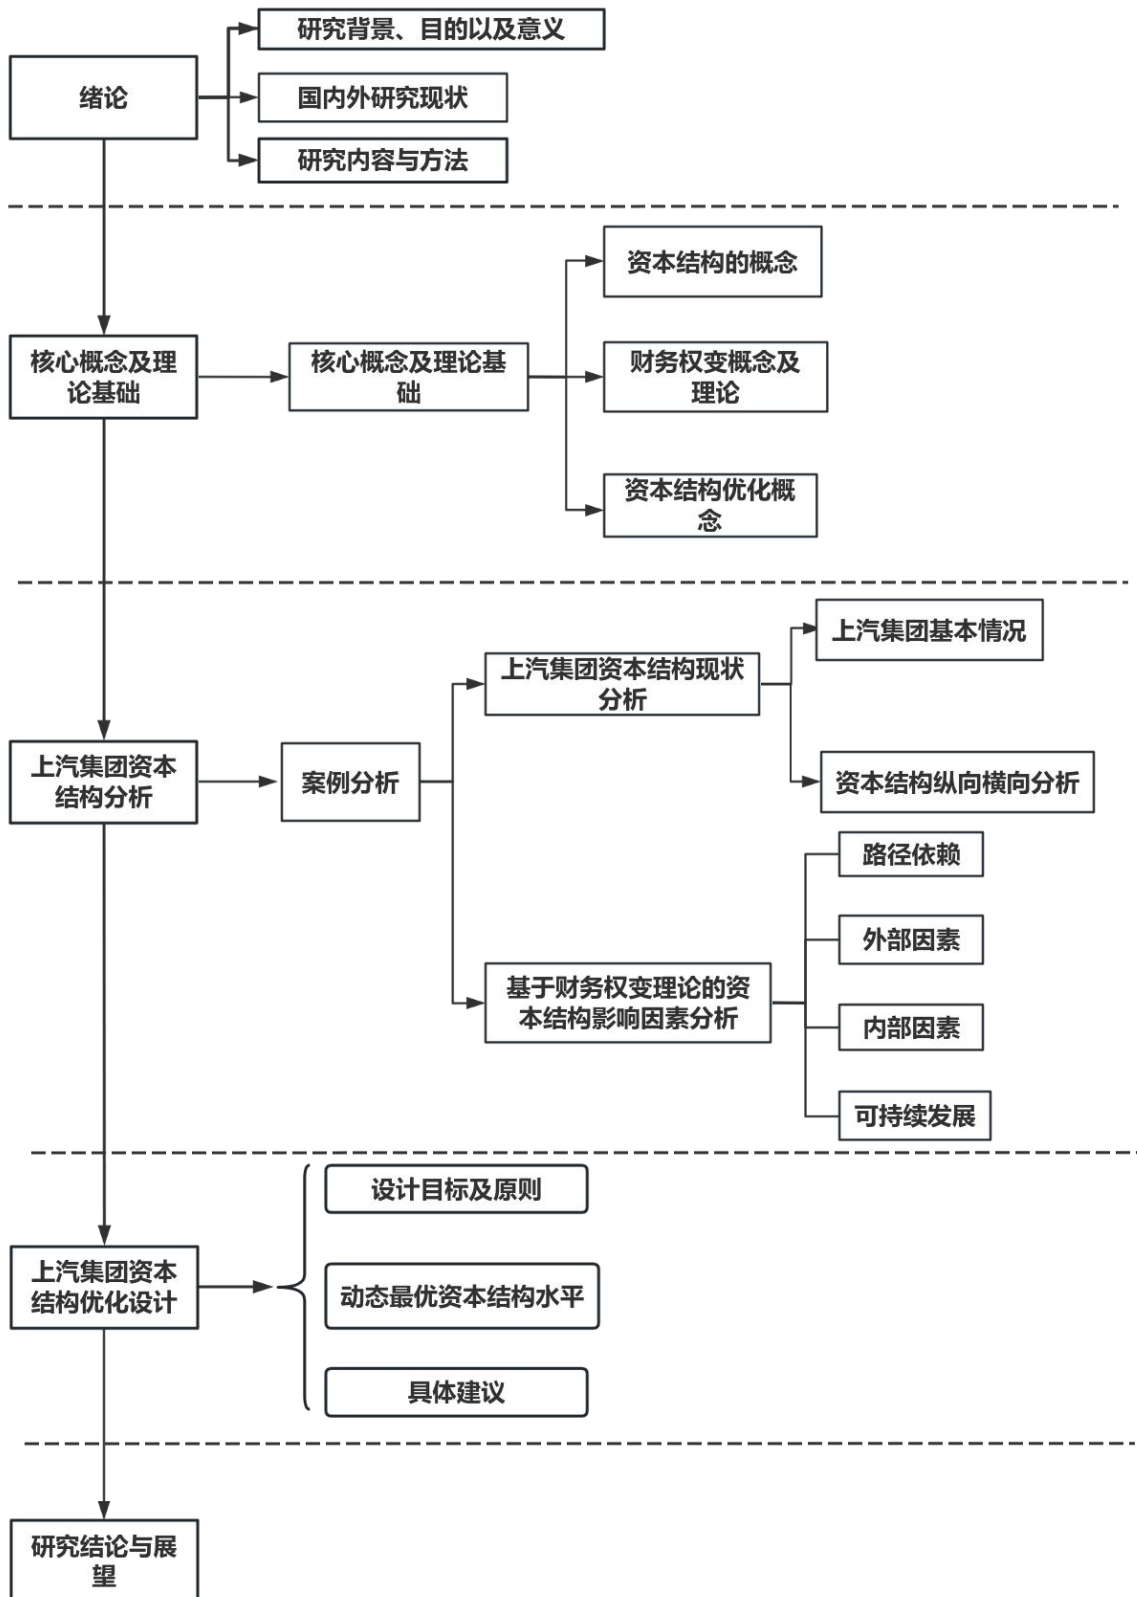 研究背景、目的以及意义
绪论
国内外研究现状
研究内容与方法
资本结构的概念
核心概念及理
论基础
核心概念及理论基
础
财务权变概念及
理论
资本结构优化概
念
上汽集团基本情况
上汽集团资本结构现状
分析
上汽集团资本
结构分析
案例分析
资本结构纵向横向分析
路径依赖
外部因素
基于财务权变理论的资
本结构影响因素分析
内部因素
可持续发展
设计目标及原则
上汽集团资本
结构优化设计
动态最优资本结构水平
具体建议
研究结论与展
望